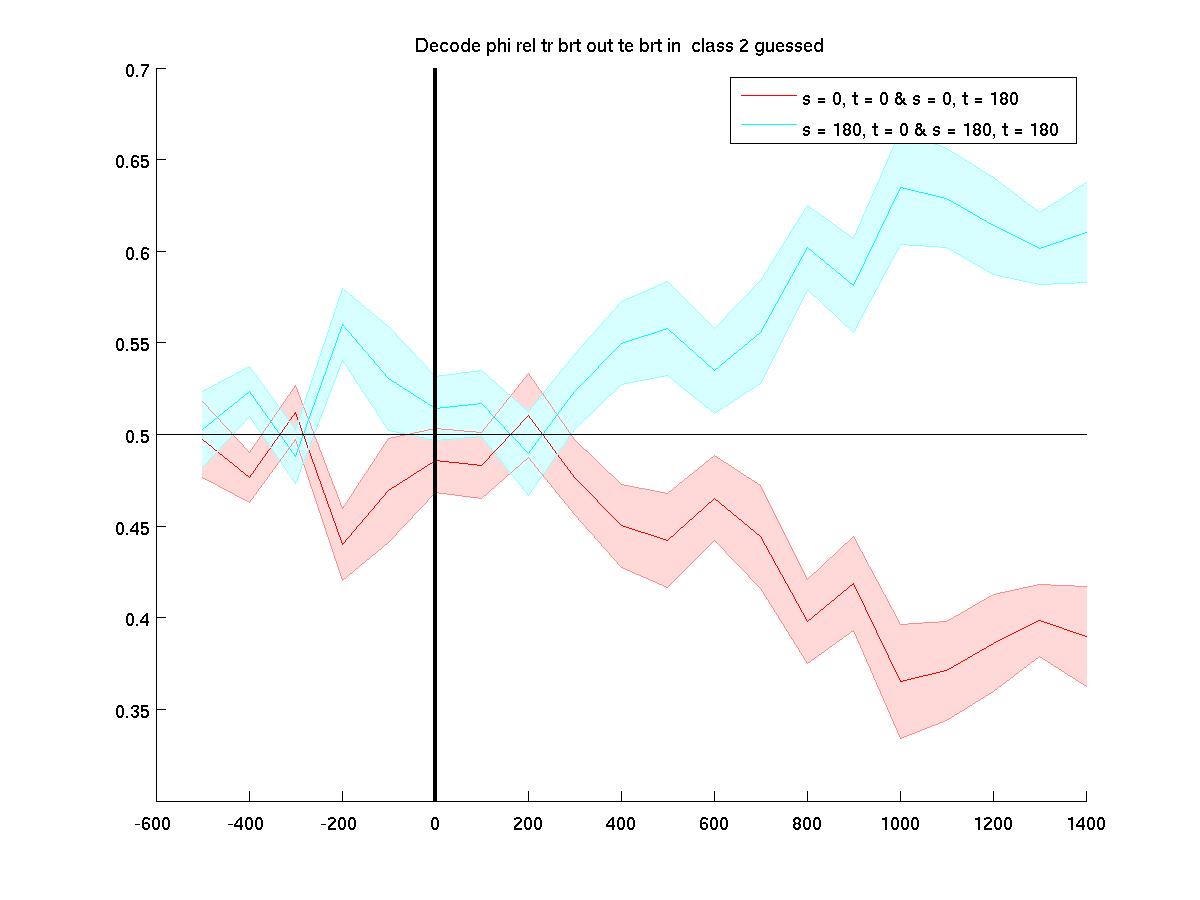 Decode phi rel tr brt out te brt in  class 2 guessed
0.7
s = 0, t = 0 & s = 0, t = 180
s = 180, t = 0 & s = 180, t = 180
0.65
0.6
0.55
0.5
0.45
0.4
0.35
-600 -400 -200 0 200 400 600 800 1000 1200 1400